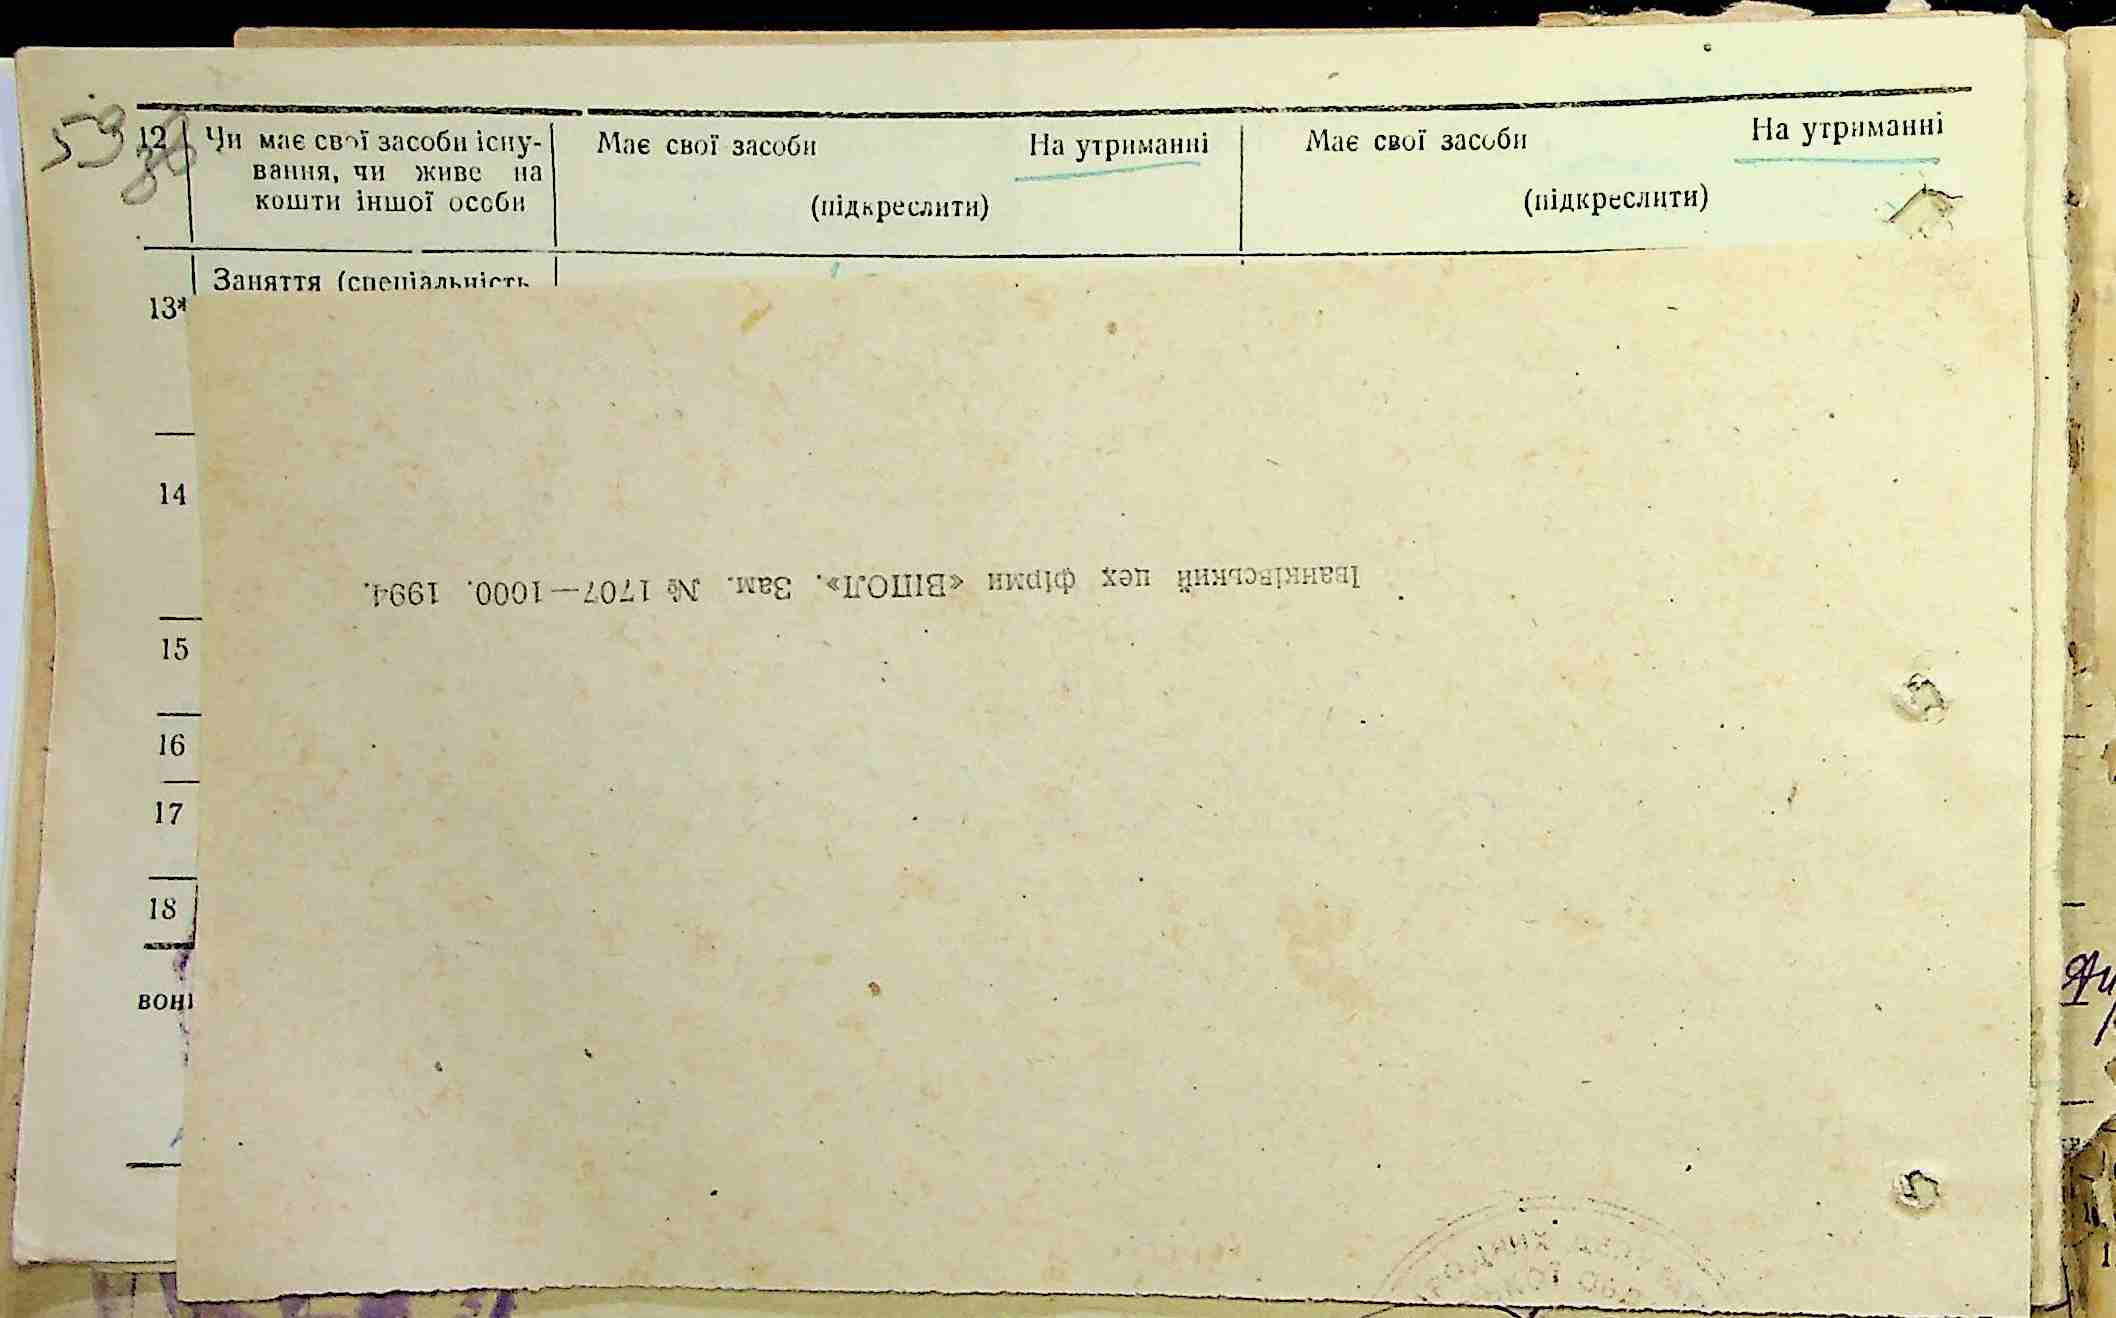 59
12 Чи має свої засоби існу- Має свої засоби На утриманні Має свої засоби На утриманні
вання, чи живе на
кошти іншої особи (підкреслити) (підкреслити)
13 Заняття (спеціальність
14
Іванківський цех фірми «ВІПОЛ». Зам. № 1707—1000. 1994.
15
16
17
18
вони